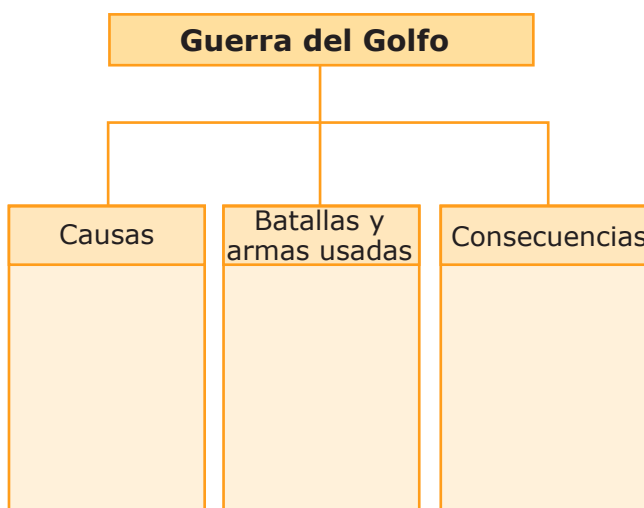 Guerra del Golfo
Causas
Batallas y
armas usadas
Consecuencias